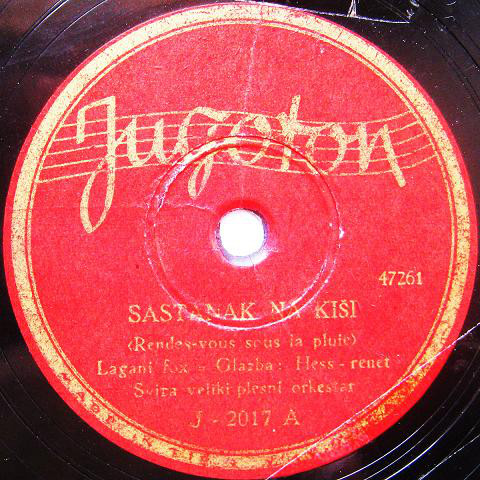 Jugoton
47261
SASTANAK NA KIŠI
(Rendes-vous sous la pluie)
Lagani fox - Glazba: Hess-renet
Svira veliki plesni orkestar
J - 2017 A